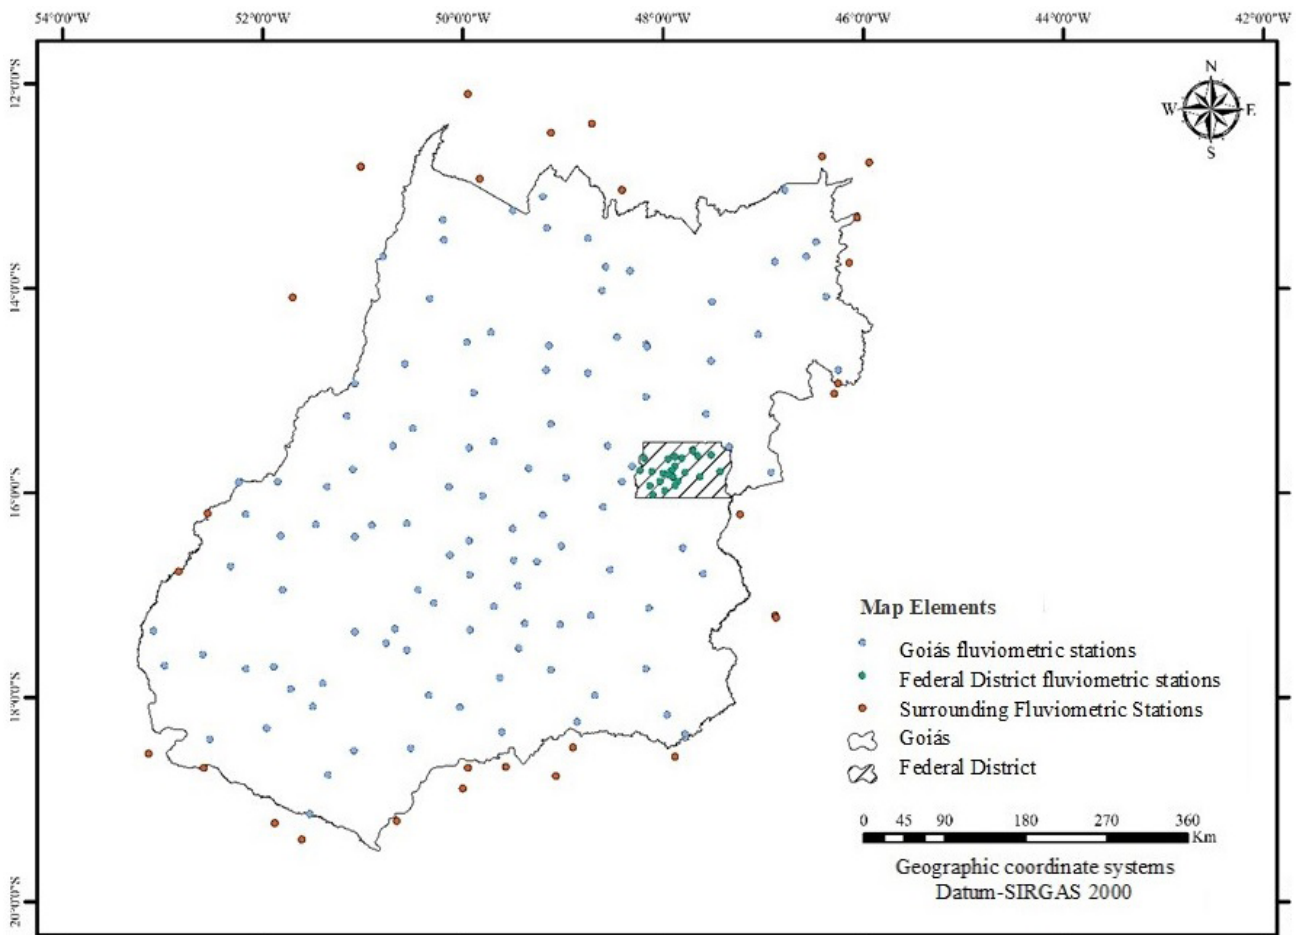 54°0'0"W 52°0'0"W 50°0'0"W 48°0'0"W 46°0'0"W 44°0'0"W 42°0'0"W
12°0'0"S
14°0'0"S
16°0'0"S
18°0'0"S
20°0'0"S
N
W E
S
Map Elements
Goiás fluviometric stations
Federal District fluviometric stations
Surrounding Fluviometric Stations
Goiás
Federal District
0 45 90 180 270 360
Km
Geographic coordinate systems
Datum-SIRGAS 2000